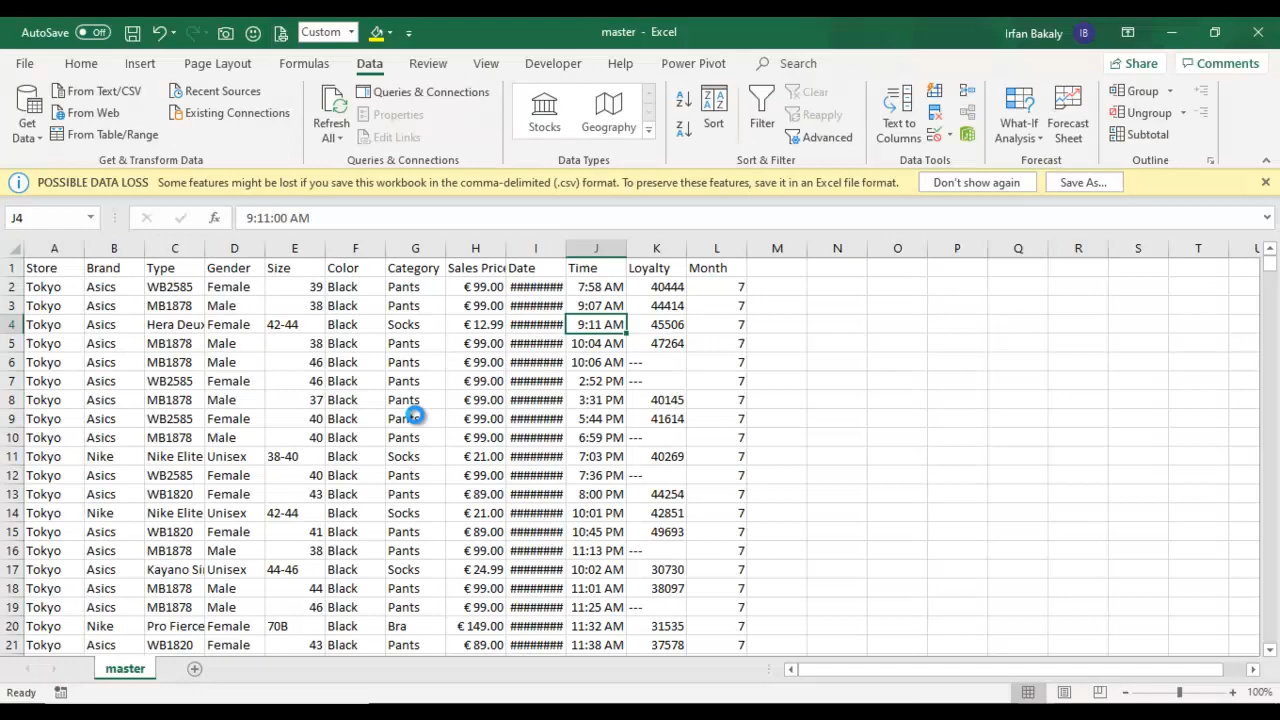 AutoSave Off Custom master - Excel Irfan Bakaly IB
File Home Insert Page Layout Formulas Data Review View Developer Help Power Pivot Search Share Comments
Get Data From Text/CSV From Web From Table/Range Recent Sources Existing Connections
Get & Transform Data
Refresh All Queries & Connections Properties Edit Links
Queries & Connections
Stocks Geography
Data Types
Sort Filter Clear Reapply Advanced
Sort & Filter
Text to Columns
Data Tools
What-If Analysis Forecast Sheet
Forecast
Group Ungroup Subtotal
Outline
POSSIBLE DATA LOSS Some features might be lost if you save this workbook in the comma-delimited (.csv) format. To preserve these features, save it in an Excel file format. Don't show again Save As...
J4 fx 9:11:00 AM
A B C D E F G H I J K L M N O P Q R S T U
1 Store Brand Type Gender Size Color Category Sales Price Date Time Loyalty Month
2 Tokyo Asics WB2585 Female 39 Black Pants € 99.00 ######## 7:58 AM 40444 7
3 Tokyo Asics MB1878 Male 38 Black Pants € 99.00 ######## 9:07 AM 44414 7
4 Tokyo Asics Hera Deux Female 42-44 Black Socks € 12.99 ######## 9:11 AM 45506 7
5 Tokyo Asics MB1878 Male 38 Black Pants € 99.00 ######## 10:04 AM 47264 7
6 Tokyo Asics MB1878 Male 46 Black Pants € 99.00 ######## 10:06 AM --- 7
7 Tokyo Asics WB2585 Female 46 Black Pants € 99.00 ######## 2:52 PM --- 7
8 Tokyo Asics MB1878 Male 37 Black Pants € 99.00 ######## 3:31 PM 40145 7
9 Tokyo Asics WB2585 Female 40 Black Pants € 99.00 ######## 5:44 PM 41614 7
10 Tokyo Asics MB1878 Male 40 Black Pants € 99.00 ######## 6:59 PM --- 7
11 Tokyo Nike Nike Elite Unisex 38-40 Black Socks € 21.00 ######## 7:03 PM 40269 7
12 Tokyo Asics WB2585 Female 40 Black Pants € 99.00 ######## 7:36 PM --- 7
13 Tokyo Asics WB1820 Female 43 Black Pants € 89.00 ######## 8:00 PM 44254 7
14 Tokyo Nike Nike Elite Unisex 42-44 Black Socks € 21.00 ######## 10:01 PM 42851 7
15 Tokyo Asics WB1820 Female 41 Black Pants € 89.00 ######## 10:45 PM 49693 7
16 Tokyo Asics MB1878 Male 38 Black Pants € 99.00 ######## 11:13 PM --- 7
17 Tokyo Asics Kayano Si Unisex 44-46 Black Socks € 24.99 ######## 10:02 AM 30730 7
18 Tokyo Asics MB1878 Male 44 Black Pants € 99.00 ######## 11:01 AM 38097 7
19 Tokyo Asics MB1878 Male 46 Black Pants € 99.00 ######## 11:25 AM --- 7
20 Tokyo Nike Pro Fierce Female 70B Black Bra € 149.00 ######## 11:32 AM 31535 7
21 Tokyo Asics WB1820 Female 43 Black Pants € 89.00 ######## 11:38 AM 37578 7
master
Ready 100%